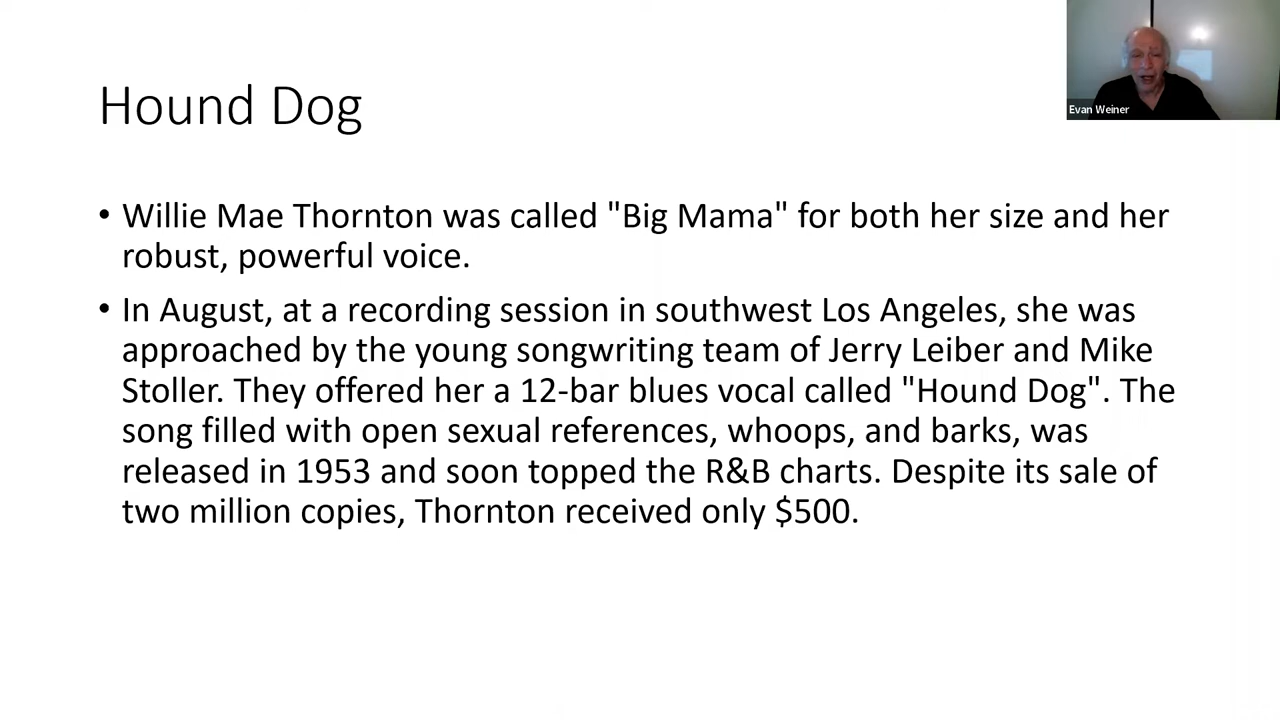 Evan Weiner
Hound Dog
• Willie Mae Thornton was called "Big Mama" for both her size and her
robust, powerful voice.
• In August, at a recording session in southwest Los Angeles, she was
approached by the young songwriting team of Jerry Leiber and Mike
Stoller. They offered her a 12-bar blues vocal called "Hound Dog". The
song filled with open sexual references, whoops, and barks, was
released in 1953 and soon topped the R&B charts. Despite its sale of
two million copies, Thornton received only $500.